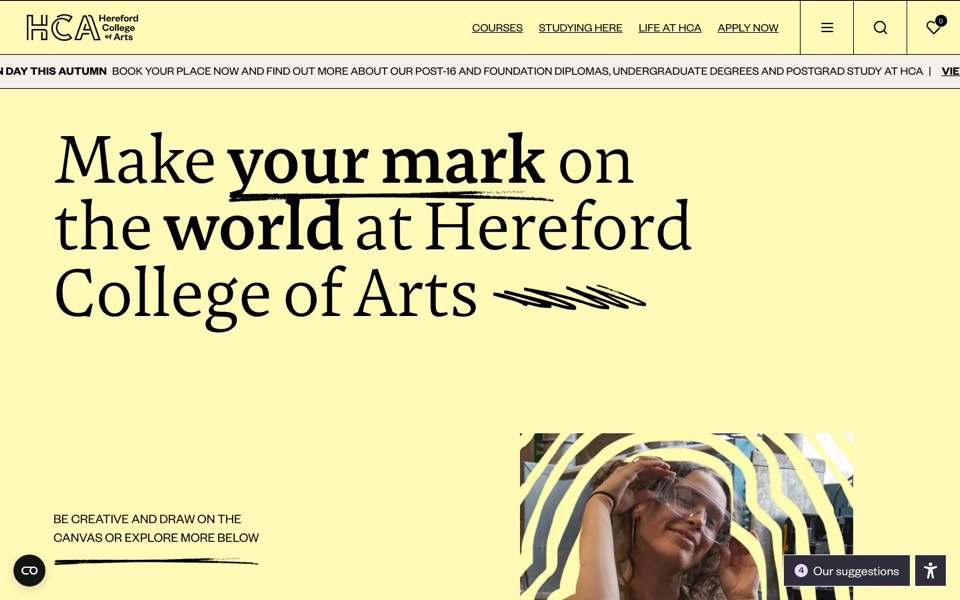 HCA Hereford
College
of Arts
COURSES STUDYING HERE LIFE AT HCA APPLY NOW
0
DAY THIS AUTUMN BOOK YOUR PLACE NOW AND FIND OUT MORE ABOUT OUR POST-16 AND FOUNDATION DIPLOMAS, UNDERGRADUATE DEGREES AND POSTGRAD STUDY AT HCA |
Make your mark on
the world at Hereford
College of Arts
BE CREATIVE AND DRAW ON THE
CANVAS OR EXPLORE MORE BELOW
4 Our suggestions